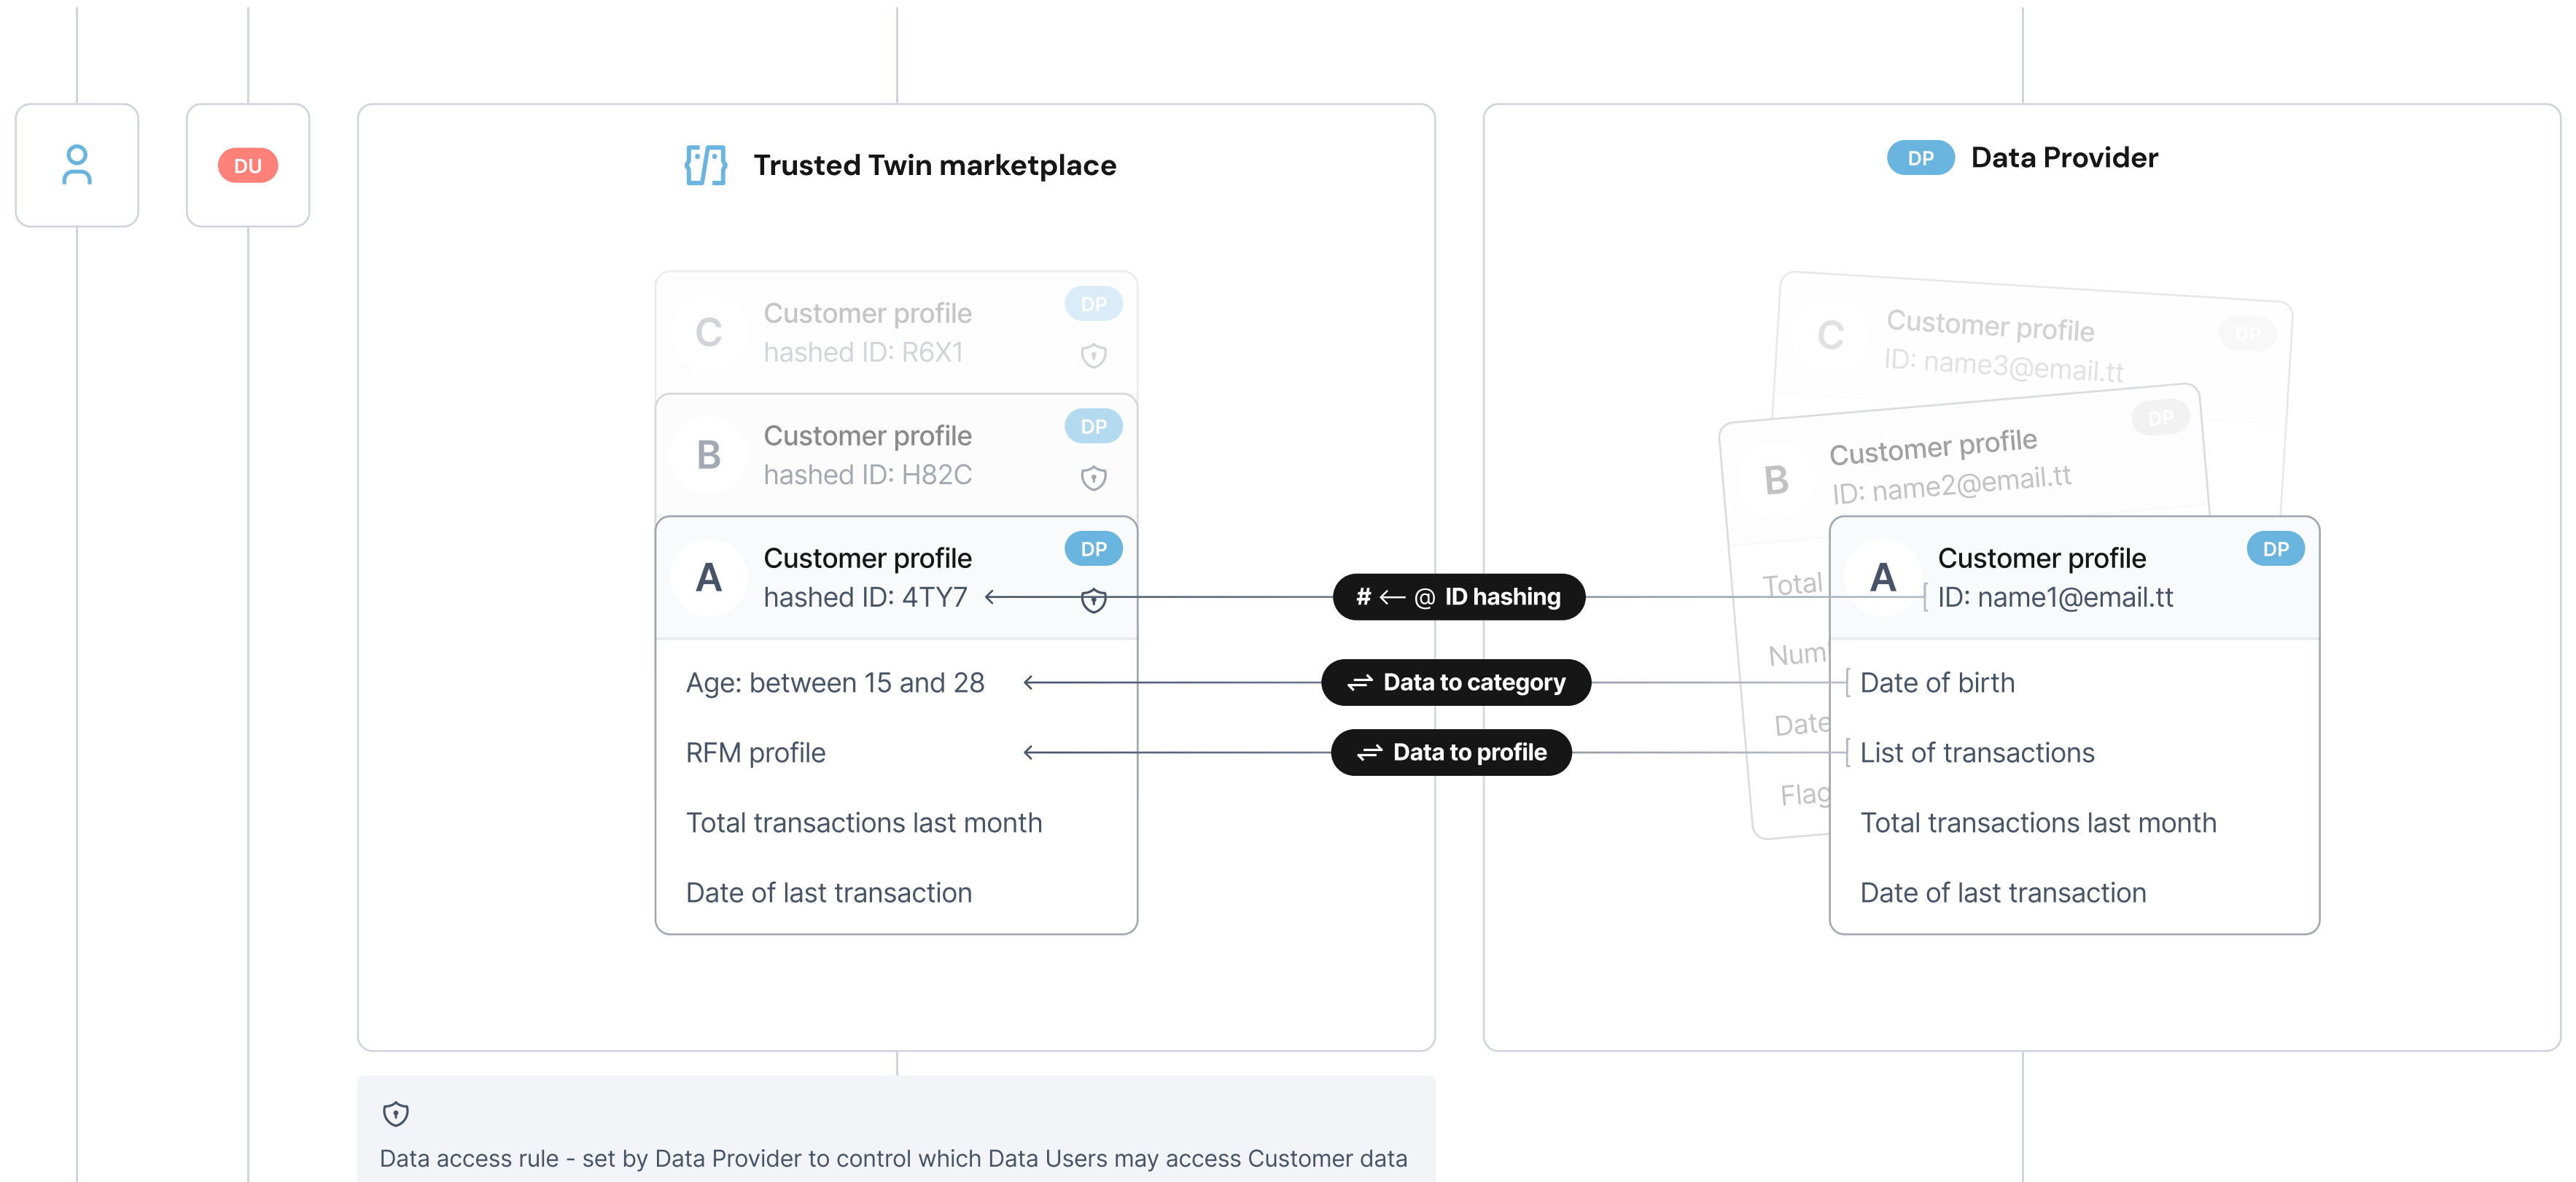 DU
Trusted Twin marketplace
C
Customer profile
hashed ID: R6X1
DP
B
Customer profile
hashed ID: H82C
DP
A
Customer profile
hashed ID: 4TY7
DP
Age: between 15 and 28
RFM profile
Total transactions last month
Date of last transaction
# ← @ ID hashing
Data to category
Data to profile
DP Data Provider
C
Customer profile
ID: name3@email.tt
DP
B
Customer profile
ID: name2@email.tt
DP
Total
Num
Date
Flag
A
Customer profile
ID: name1@email.tt
DP
Date of birth
List of transactions
Total transactions last month
Date of last transaction
Data access rule - set by Data Provider to control which Data Users may access Customer data